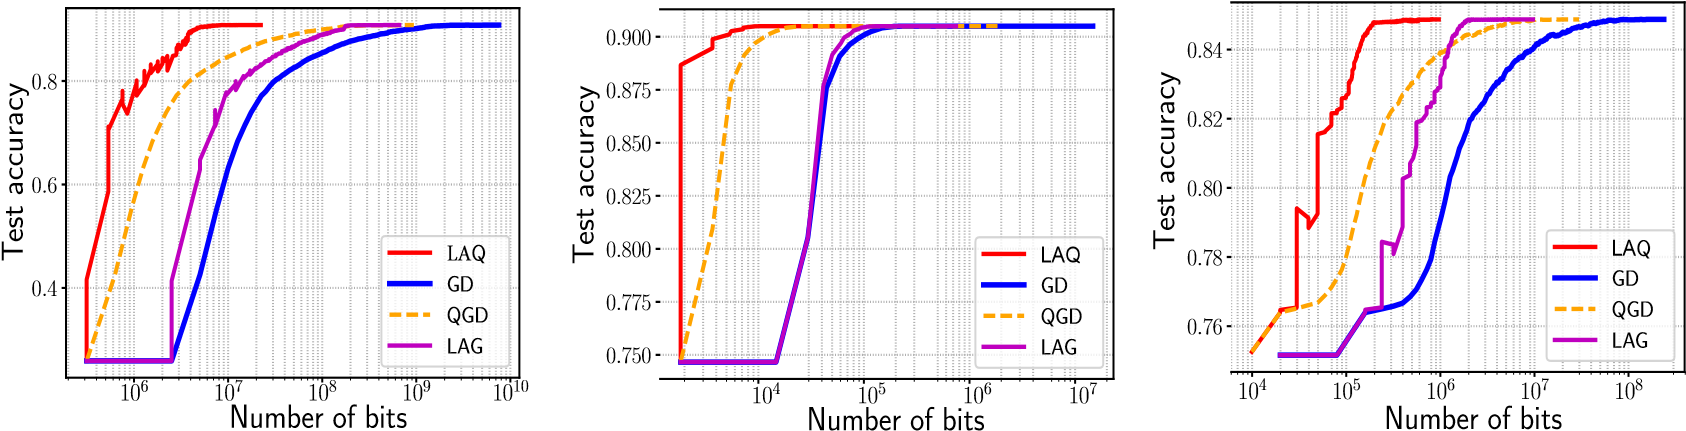 Test accuracy
0.8
0.6
0.4
LAQ
GD
QGD
LAG
10^6 10^7 10^8 10^9 10^10
Number of bits
Test accuracy
0.900
0.875
0.850
0.825
0.800
0.775
0.750
LAQ
GD
QGD
LAG
10^4 10^5 10^6 10^7
Number of bits
Test accuracy
0.84
0.82
0.80
0.78
0.76
LAQ
GD
QGD
LAG
10^4 10^5 10^6 10^7 10^8
Number of bits